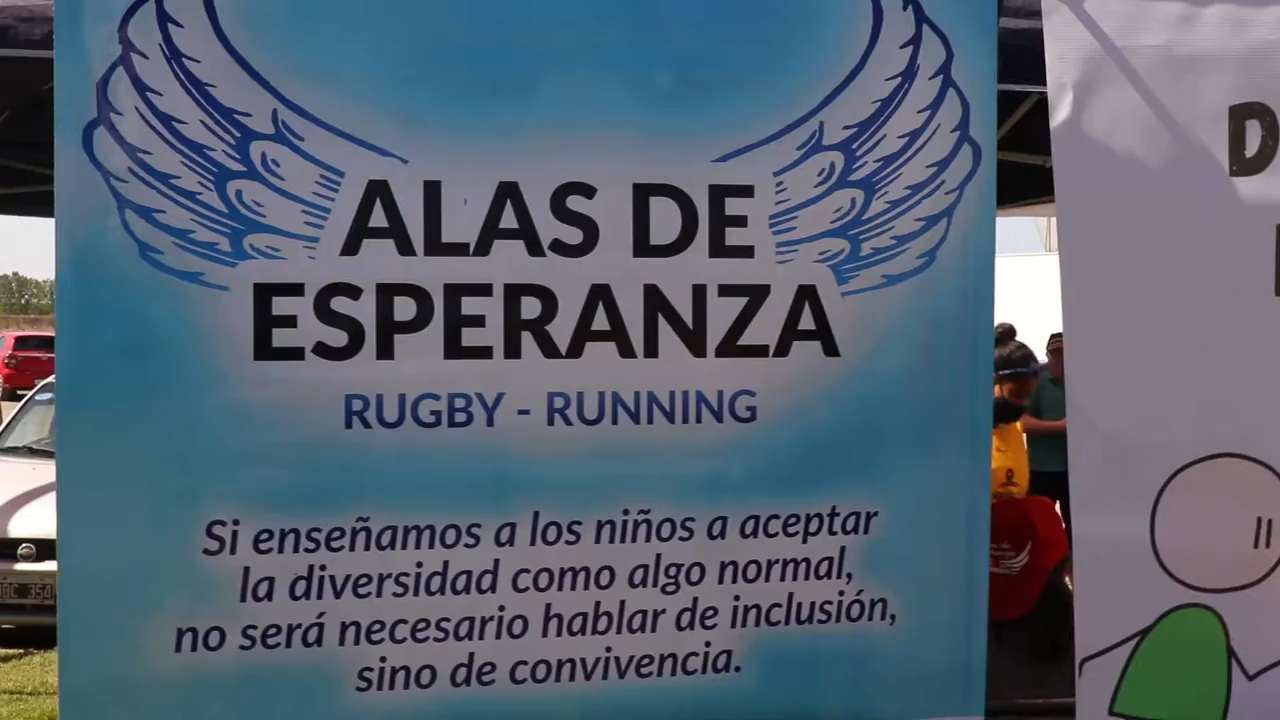 ALAS DE
ESPERANZA
RUGBY - RUNNING
Si enseñamos a los niños a aceptar
la diversidad como algo normal,
no será necesario hablar de inclusión,
sino de convivencia.
D
354